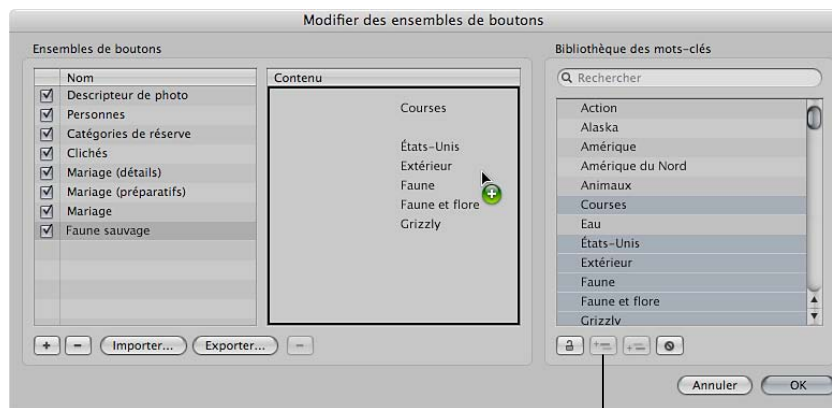 Modifier des ensembles de boutons
Ensembles de boutons
Nom
Descripteur de photo
Personnes
Catégories de réserve
Clichés
Mariage (détails)
Mariage (préparatifs)
Mariage
Faune sauvage
Importer...
Exporter...
Contenu
Courses
États-Unis
Extérieur
Faune
Faune et flore
Grizzly
Bibliothèque des mots-clés
Rechercher
Action
Alaska
Amérique
Amérique du Nord
Animaux
Courses
Eau
États-Unis
Extérieur
Faune
Faune et flore
Grizzly
Annuler
OK